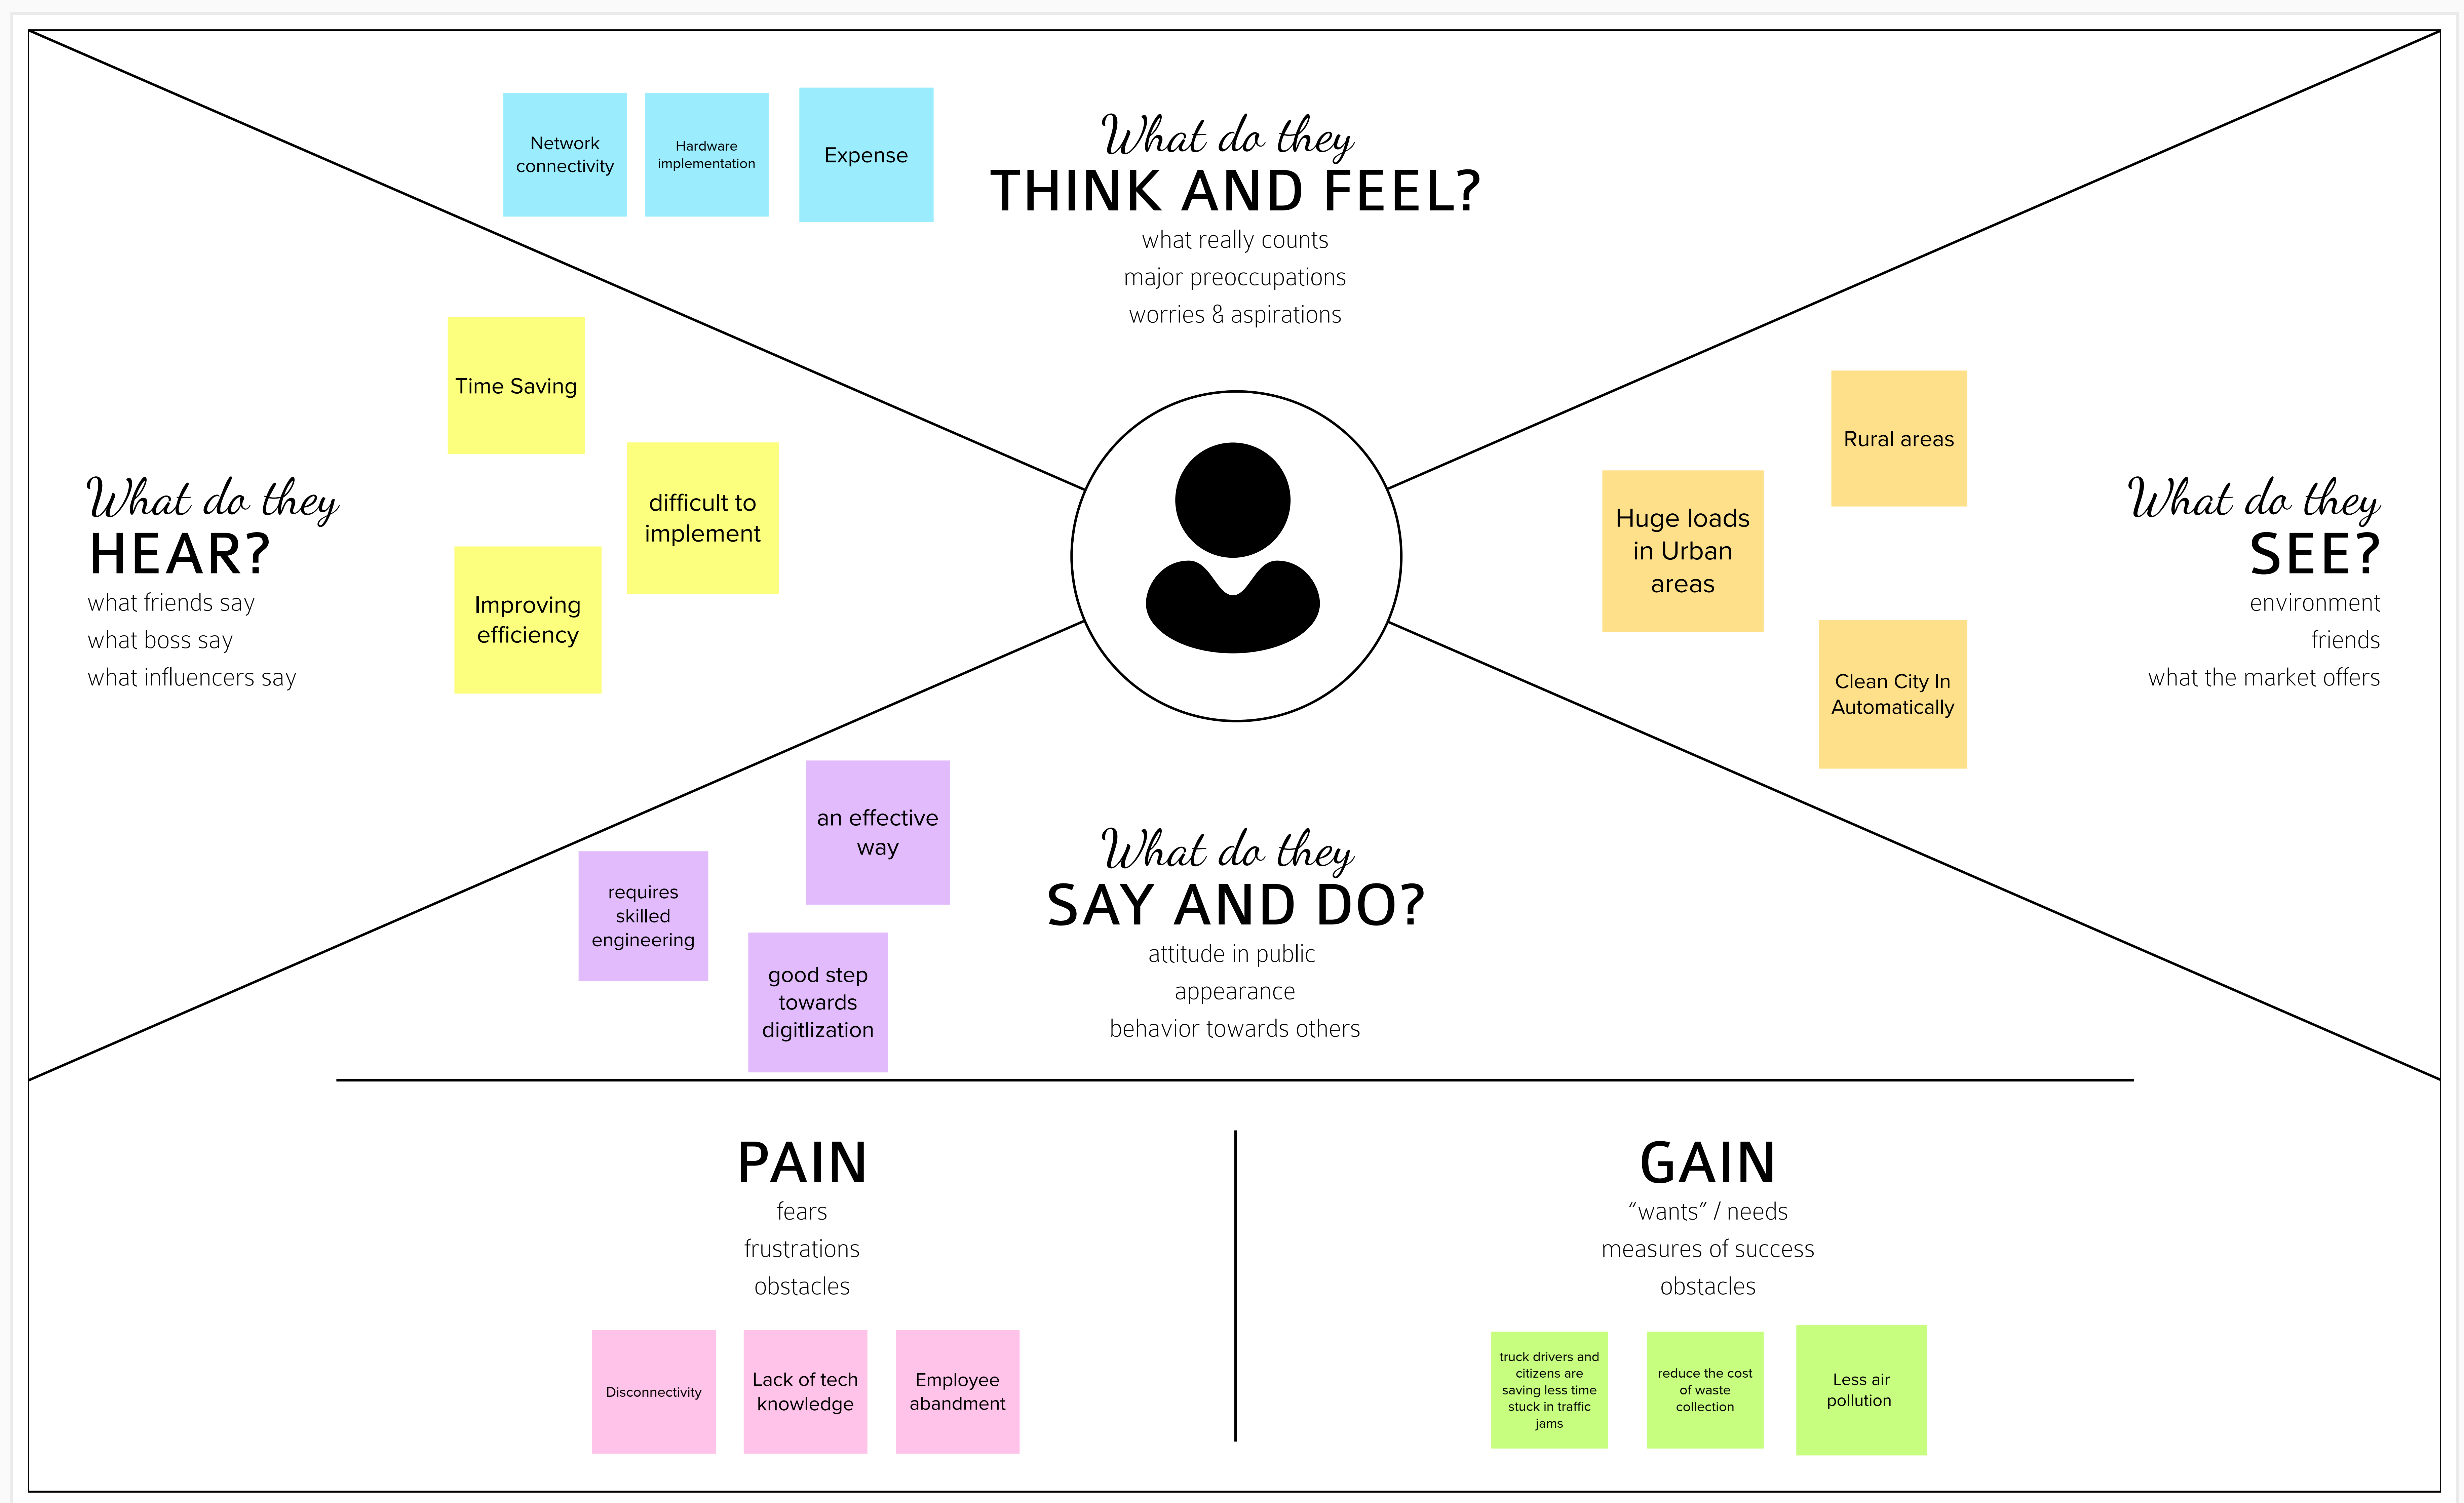 Network
connectivity
Hardware
implementation
Expense
What do they
THINK AND FEEL?
what really counts
major preoccupations
worries & aspirations
Time Saving
difficult to
implement
Improving
efficiency
What do they
HEAR?
what friends say
what boss say
what influencers say
Rural areas
Huge loads
in Urban
areas
Clean City In
Automatically
What do they
SEE?
environment
friends
what the market offers
an effective
way
requires
skilled
engineering
good step
towards
digitlization
What do they
SAY AND DO?
attitude in public
appearance
behavior towards others
PAIN
fears
frustrations
obstacles
Disconnectivity
Lack of tech
knowledge
Employee
abandment
GAIN
“wants” / needs
measures of success
obstacles
truck drivers and
citizens are
saving less time
stuck in traffic
jams
reduce the cost
of waste
collection
Less air
pollution